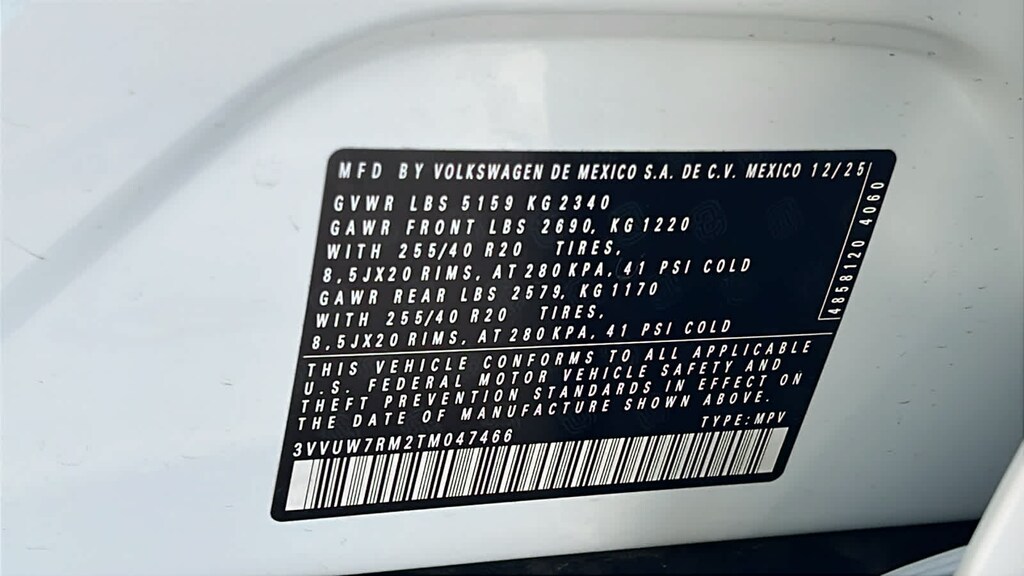 MFD BY VOLKSWAGEN DE MEXICO S.A. DE C.V. MEXICO 12/25
GVWR LBS 5159 KG 2340
GAWR FRONT LBS 2690, KG 1220
WITH 255/40 R20 TIRES,
8,5JX20 RIMS, AT 280 KPA, 41 PSI COLD
GAWR REAR LBS 2579, KG 1170
WITH 255/40 R20 TIRES,
8,5JX20 RIMS, AT 280 KPA, 41 PSI COLD
4858120 4060
THIS VEHICLE CONFORMS TO ALL APPLICABLE
U.S. FEDERAL MOTOR VEHICLE SAFETY AND
THEFT PREVENTION STANDARDS IN EFFECT ON
THE DATE OF MANUFACTURE SHOWN ABOVE.
TYPE: MPV
3VVUW7RM2TM047466